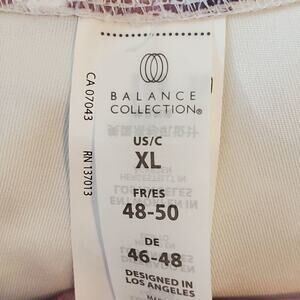 BALANCE
COLLECTION®
US/C
XL
FR/ES
48-50
DE
46-48
DESIGNED IN
LOS ANGELES
CA 07043
RN 137013